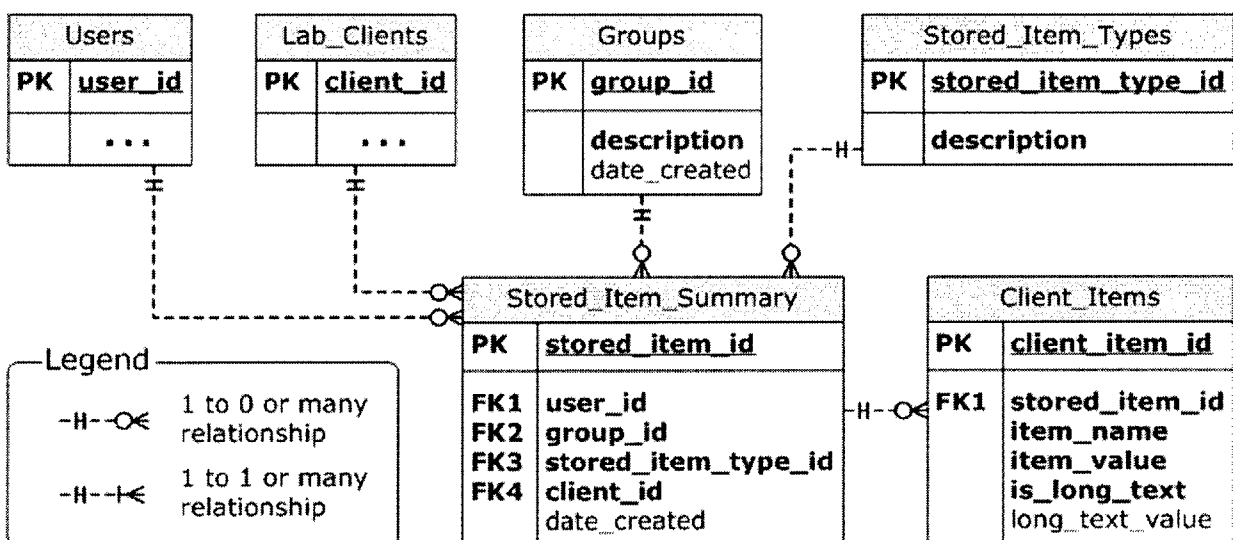 Users
PK user_id
...
Lab_Clients
PK client_id
...
Groups
PK group_id
description
date_created
Stored_Item_Types
PK stored_item_type_id
description
Stored_Item_Summary
PK stored_item_id
FK1 user_id
FK2 group_id
FK3 stored_item_type_id
FK4 client_id
date_created
Client_Items
PK client_item_id
FK1 stored_item_id
item_name
item_value
is_long_text
long_text_value
Legend
1 to 0 or many
relationship
1 to 1 or many
relationship